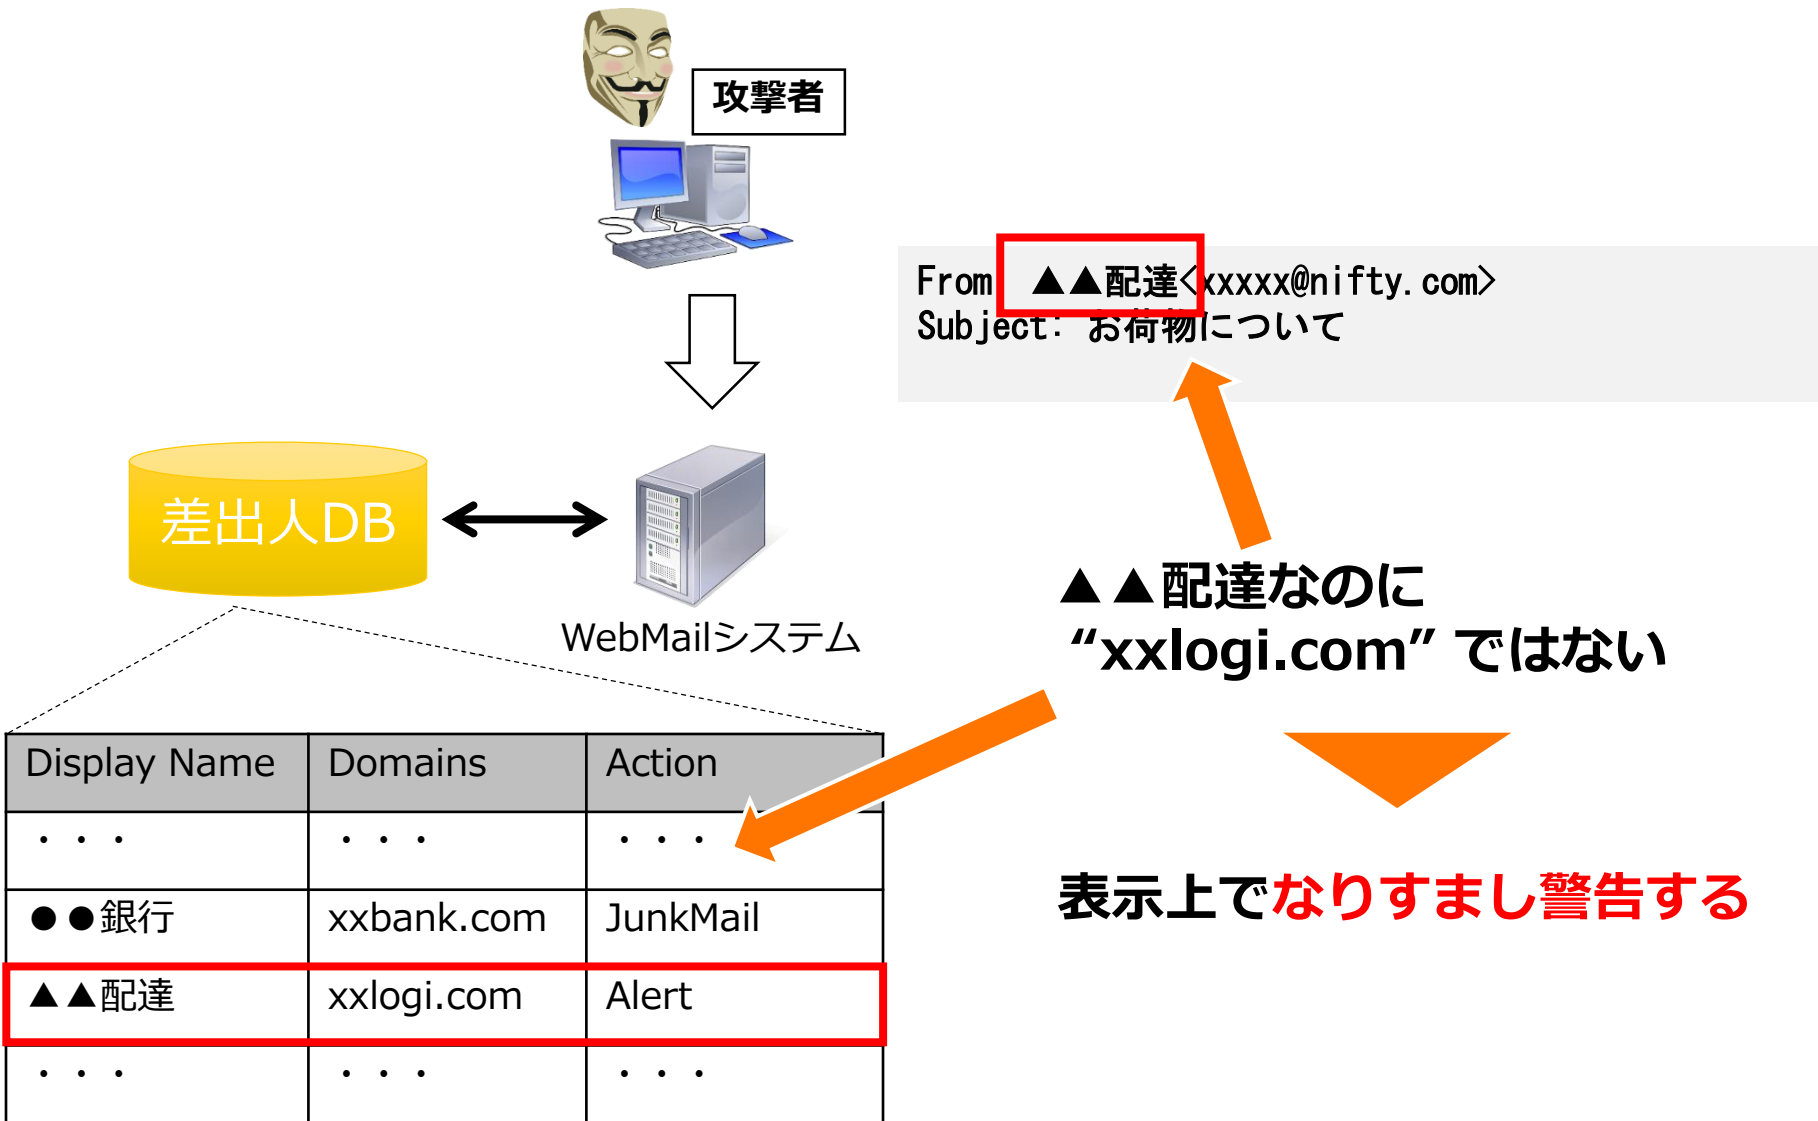 攻撃者
From ▲▲配達<xxxxx@nifty.com>
Subject: お荷物について
差出人DB
WebMailシステム
▲▲配達なのに
“xxlogi.com” ではない
表示上でなりすまし警告する
Display Name Domains Action
・・・ ・・・ ・・・
●●銀行 xxbank.com JunkMail
▲▲配達 xxlogi.com Alert
・・・ ・・・ ・・・